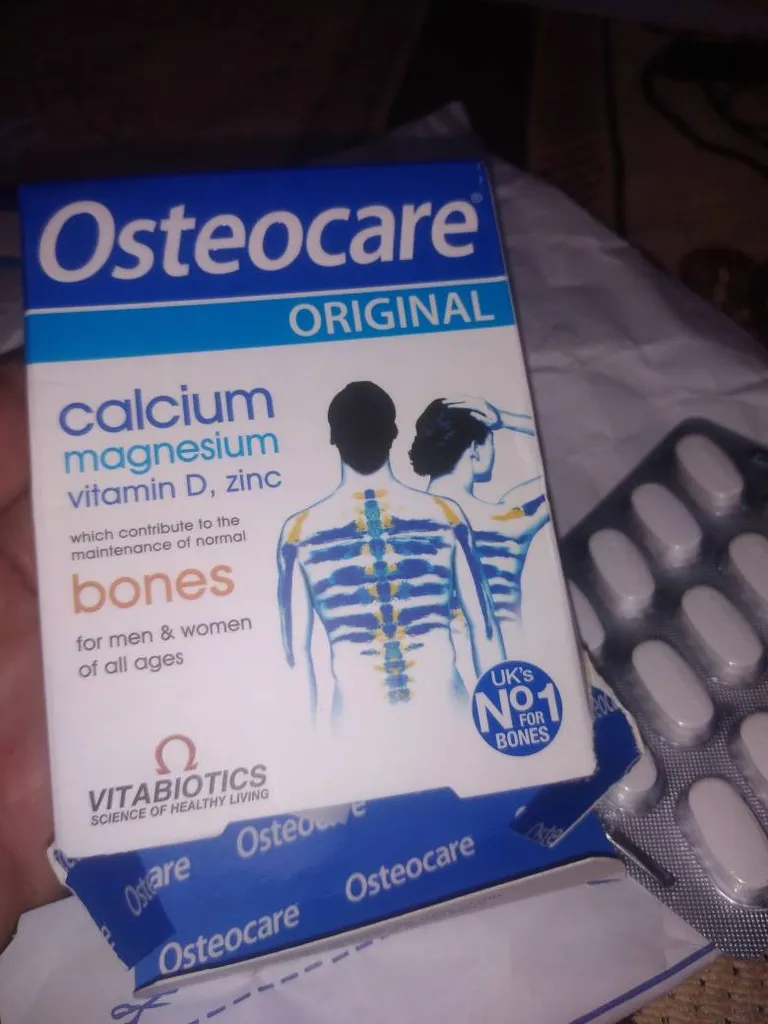 Osteocare®
ORIGINAL
calcium
magnesium
vitamin D, zinc
which contribute to the
maintenance of normal
bones
for men & women
of all ages
UK's
No1
FOR
BONES
VITABIOTICS
SCIENCE OF HEALTHY LIVING
Osteocare
Osteocare
Osteocare